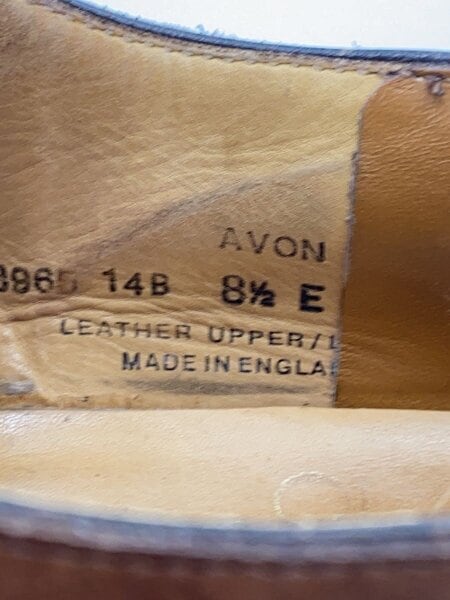 AVON
8965 14B 8½ E
LEATHER UPPER/L
MADE IN ENGLA